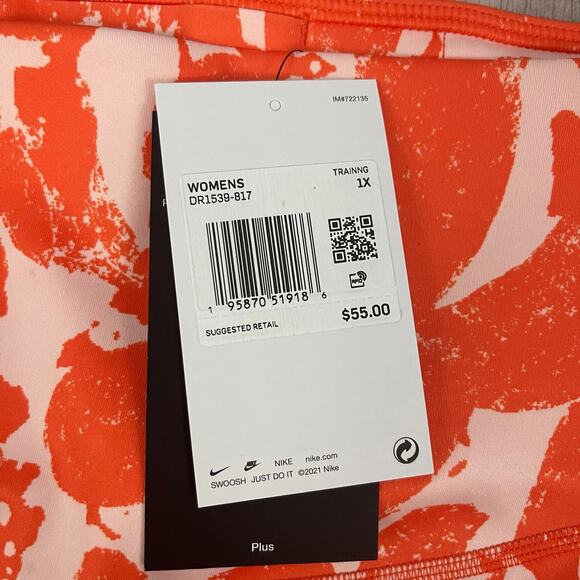 IM#722135
WOMENS TRAINNG
DR1539-817 1X
1 95870 51918 6
SUGGESTED RETAIL $55.00
NIKE nike.com
SWOOSH JUST DO IT ©2021 Nike
Plus